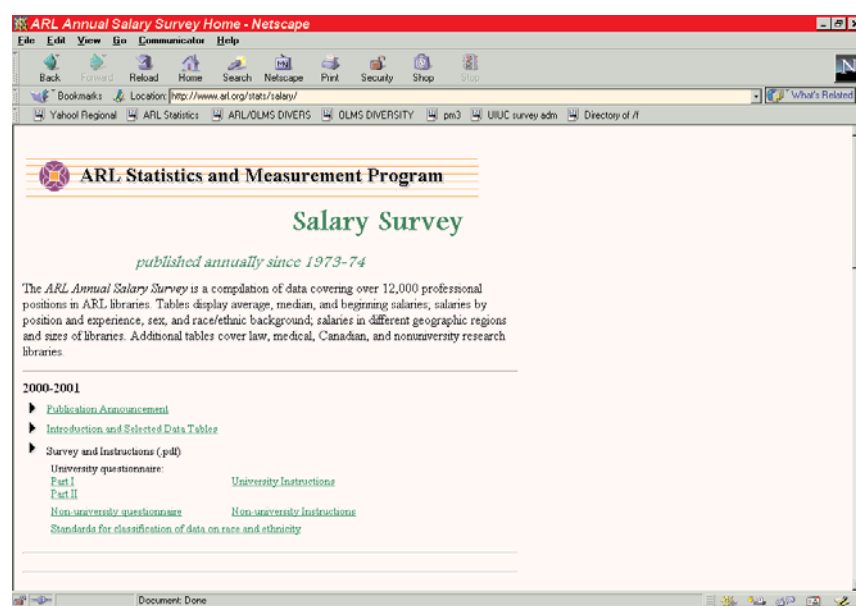 ARL Annual Salary Survey Home - Netscape
File Edit View Go Communicator Help
Back Forward Reload Home Search Netscape Print Security Shop Stop
Bookmarks Location: http://www.arl.org/stats/salary/ What's Related
Yahoo! Regional ARL Statistics ARL/OLMS DIVERS OLMS DIVERSITY pm3 UIUC survey adm Directory of /f
ARL Statistics and Measurement Program
Salary Survey
published annually since 1973-74
The ARL Annual Salary Survey is a compilation of data covering over 12,000 professional
positions in ARL libraries. Tables display average, median, and beginning salaries; salaries by
position and experience, sex, and race/ethnic background; salaries in different geographic regions
and sizes of libraries. Additional tables cover law, medical, Canadian, and nonuniversity research
libraries.
2000-2001
Publication Announcement
Introduction and Selected Data Tables
Survey and Instructions (.pdf)
University questionnaire:
Part I University Instructions
Part II
Non-university questionnaire Non-university Instructions
Standards for classification of data on race and ethnicity
Document: Done